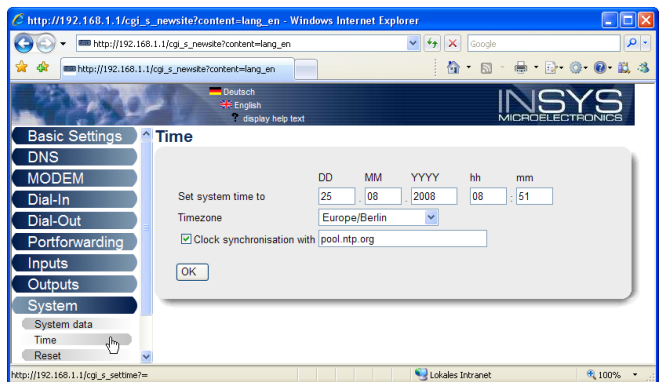 http://192.168.1.1/cgi_s_newsite?content=lang_en - Windows Internet Explorer
http://192.168.1.1/cgi_s_newsite?content=lang_en
Google
http://192.168.1.1/cgi_s_newsite?content=lang_en
Deutsch
English
? display help text
INSYS
MICROELECTRONICS
Basic Settings
DNS
MODEM
Dial-In
Dial-Out
Portforwarding
Inputs
Outputs
System
System data
Time
Reset
Time
DD MM YYYY hh mm
Set system time to 25 . 08 . 2008 08 : 51
Timezone Europe/Berlin
Clock synchronisation with pool.ntp.org
OK
http://192.168.1.1/cgi_s_settime?= Lokales Intranet 100%